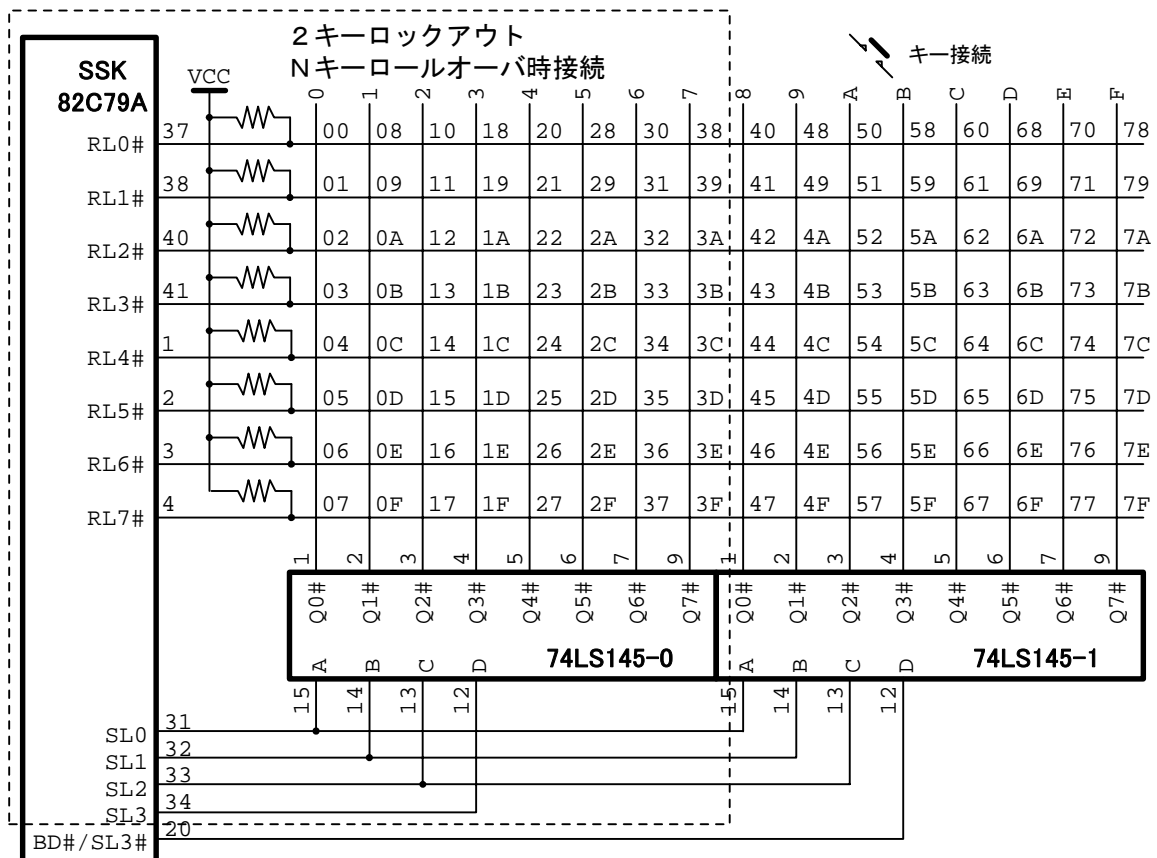 2キーロックアウト
Nキーロールオーバ時接続
キー接続
SSK
82C79A
VCC
0 1 2 3 4 5 6 7 8 9 A B C D E F
RL0# 37 00 08 10 18 20 28 30 38 40 48 50 58 60 68 70 78
RL1# 38 01 09 11 19 21 29 31 39 41 49 51 59 61 69 71 79
RL2# 40 02 0A 12 1A 22 2A 32 3A 42 4A 52 5A 62 6A 72 7A
RL3# 41 03 0B 13 1B 23 2B 33 3B 43 4B 53 5B 63 6B 73 7B
RL4# 1 04 0C 14 1C 24 2C 34 3C 44 4C 54 5C 64 6C 74 7C
RL5# 2 05 0D 15 1D 25 2D 35 3D 45 4D 55 5D 65 6D 75 7D
RL6# 3 06 0E 16 1E 26 2E 36 3E 46 4E 56 5E 66 6E 76 7E
RL7# 4 07 0F 17 1F 27 2F 37 3F 47 4F 57 5F 67 6F 77 7F
1 2 3 4 5 6 7 9 1 2 3 4 5 6 7 9
Q0# Q1# Q2# Q3# Q4# Q5# Q6# Q7# Q0# Q1# Q2# Q3# Q4# Q5# Q6# Q7#
A B C D 74LS145-0 A B C D 74LS145-1
15 14 13 12 15 14 13 12
SL0 31
SL1 32
SL2 33
SL3 34
BD#/SL3# 20